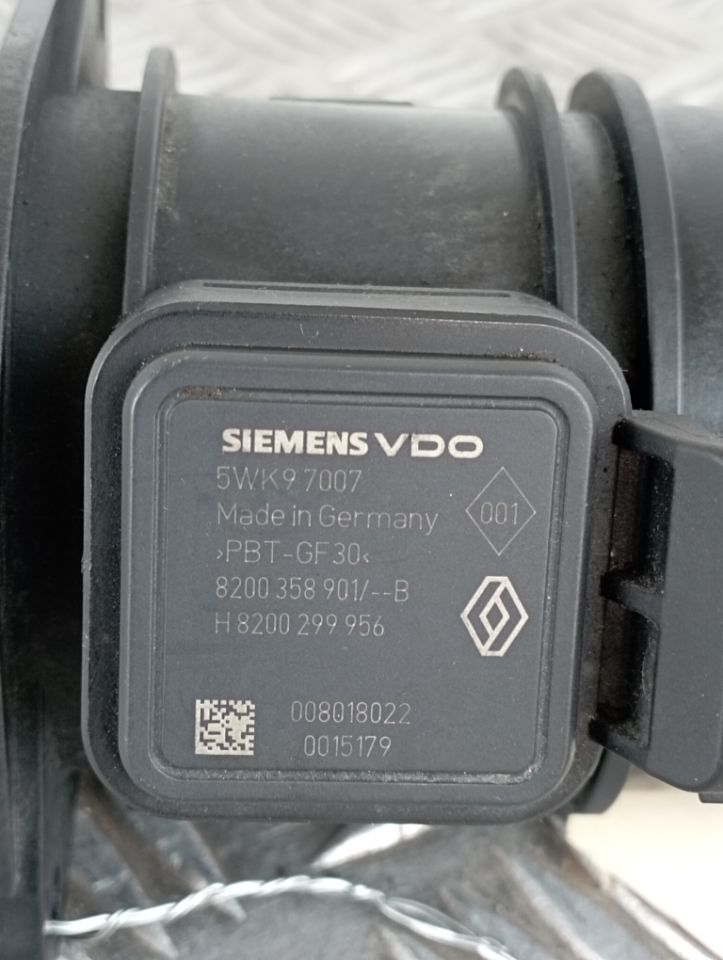 SIEMENS VDO
5WK9 7007
Made in Germany
001
>PBT-GF30<
8200 358 901/--B
H 8200 299 956
008018022
0015179